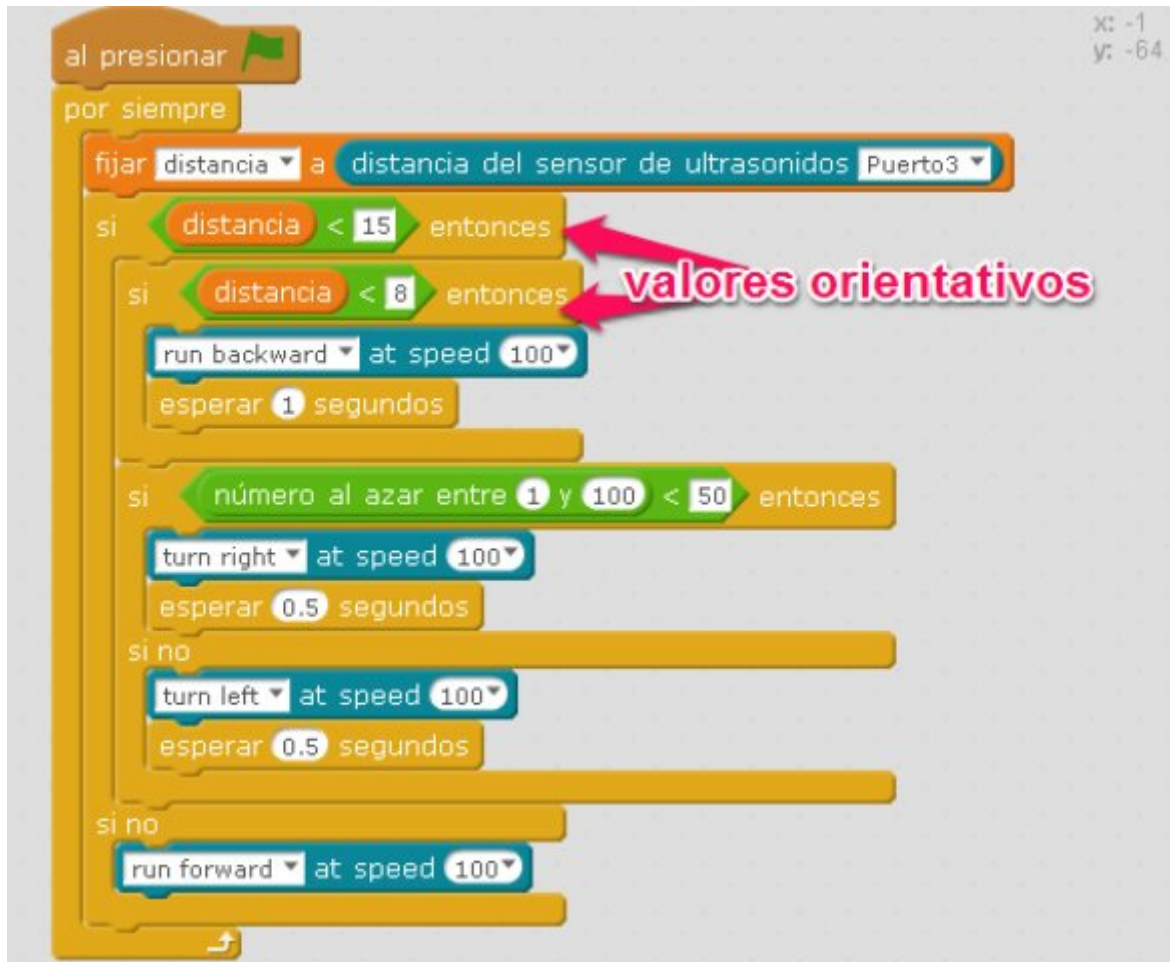 x: -1
y: -64
al presionar
por siempre
fijar distancia a distancia del sensor de ultrasonidos Puerto3
si distancia < 15 entonces
valores orientativos
si distancia < 8 entonces
run backward at speed 100
esperar 1 segundos
si número al azar entre 1 y 100 < 50 entonces
turn right at speed 100
esperar 0.5 segundos
si no
turn left at speed 100
esperar 0.5 segundos
si no
run forward at speed 100